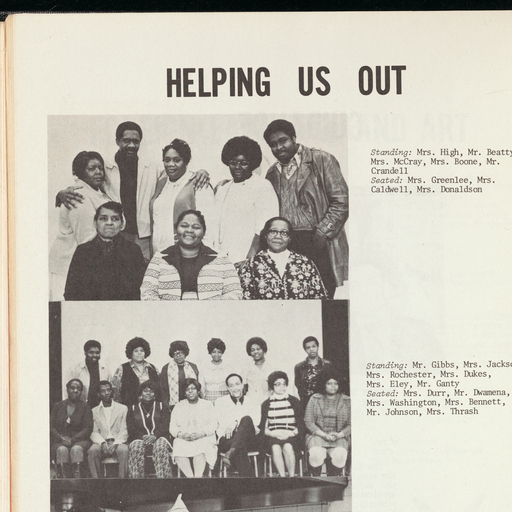 HELPING US OUT
Standing: Mrs. High, Mr. Beatty
Mrs. McCray, Mrs. Boone, Mr.
Crandell
Seated: Mrs. Greenlee, Mrs.
Caldwell, Mrs. Donaldson
Standing: Mr. Gibbs, Mrs. Jackso
Mrs. Rochester, Mrs. Dukes,
Mrs. Eley, Mr. Ganty
Seated: Mrs. Durr, Mr. Dwamena,
Mrs. Washington, Mrs. Bennett,
Mr. Johnson, Mrs. Thrash